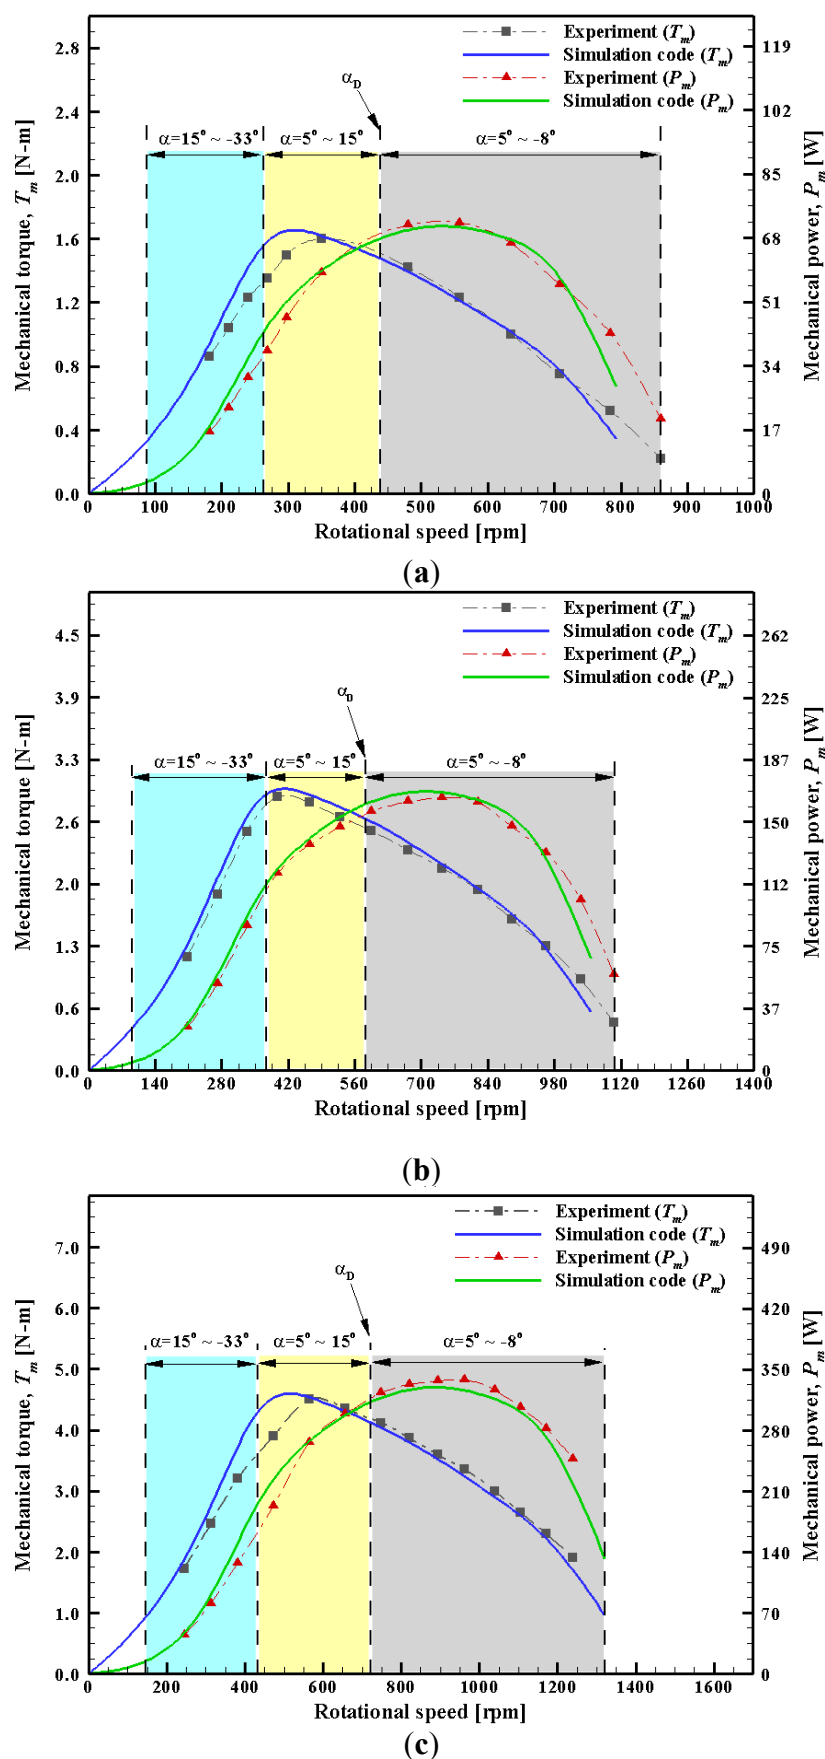 2.8
2.4
2.0
1.6
1.2
0.8
0.4
0.0
Mechanical torque, Tm [N-m]
Experiment (Tm)
Simulation code (Tm)
Experiment (Pm)
Simulation code (Pm)
αD
α=15° ~ -33°
α=5° ~ 15°
α=5° ~ -8°
119
102
85
68
51
34
17
0
Mechanical power, Pm [W]
0 100 200 300 400 500 600 700 800 900 1000
Rotational speed [rpm]
(a)
4.5
3.9
3.3
2.6
2.0
1.3
0.6
0.0
Mechanical torque [N-m]
Experiment (Tm)
Simulation code (Tm)
Experiment (Pm)
Simulation code (Pm)
αD
α=15° ~ -33°
α=5° ~ 15°
α=5° ~ -8°
262
225
187
150
112
75
37
0
Mechanical power, Pm [W]
0 140 280 420 560 700 840 980 1120 1260 1400
Rotational speed [rpm]
(b)
7.0
6.0
5.0
4.0
3.0
2.0
1.0
0.0
Mechanical torque, Tm [N-m]
Experiment (Tm)
Simulation code (Tm)
Experiment (Pm)
Simulation code (Pm)
αD
α=15° ~ -33°
α=5° ~ 15°
α=5° ~ -8°
490
420
350
280
210
140
70
0
Mechanical power, Pm [W]
0 200 400 600 800 1000 1200 1400 1600
Rotational speed [rpm]
(c)